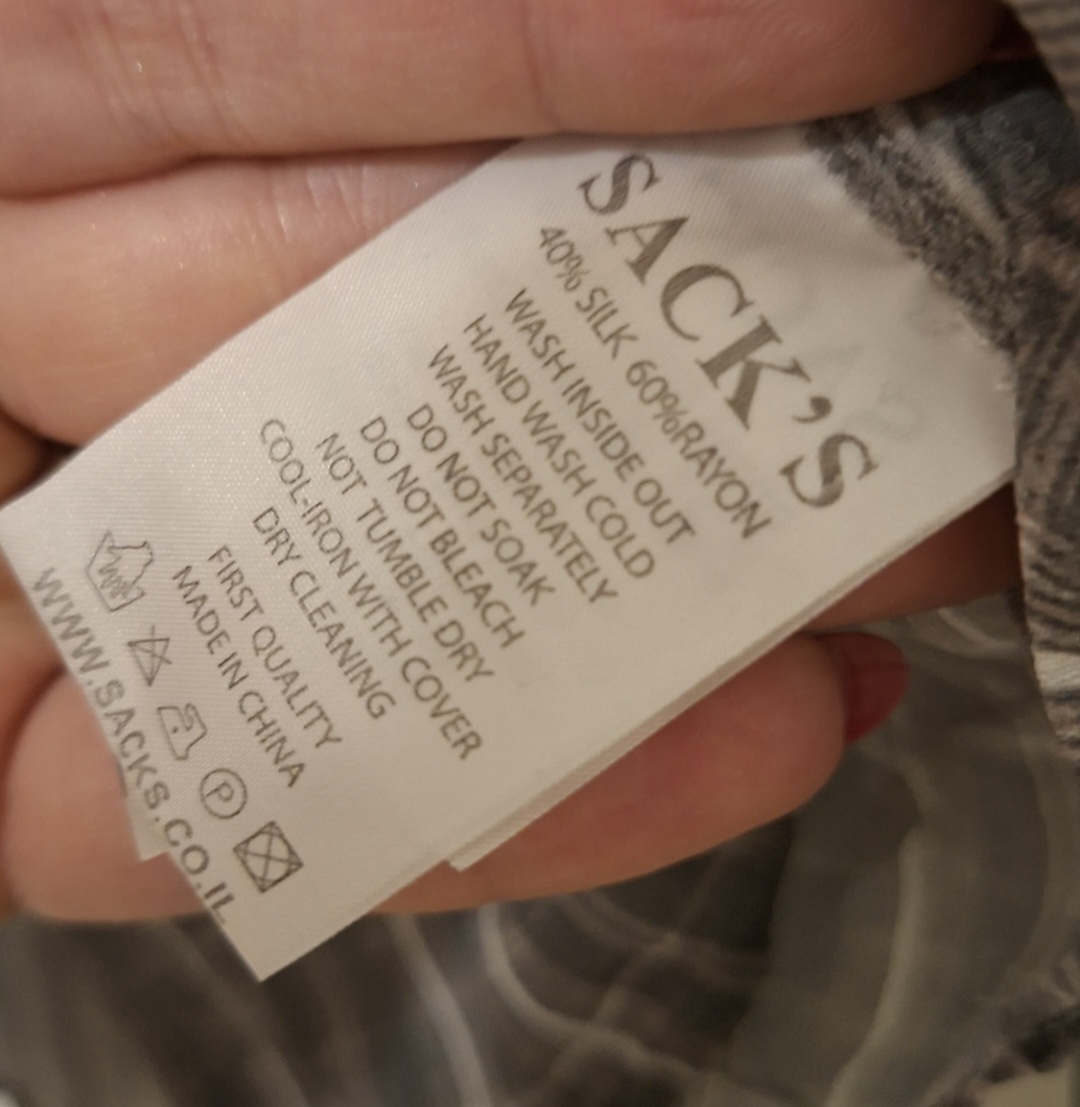 SACK'S
40% SILK 60%RAYON
WASH INSIDE OUT
HAND WASH COLD
WASH SEPARATELY
DO NOT SOAK
DO NOT BLEACH
NOT TUMBLE DRY
COOL-IRON WITH COVER
DRY CLEANING
FIRST QUALITY
MADE IN CHINA
P
WWW.SACKS.CO.IL